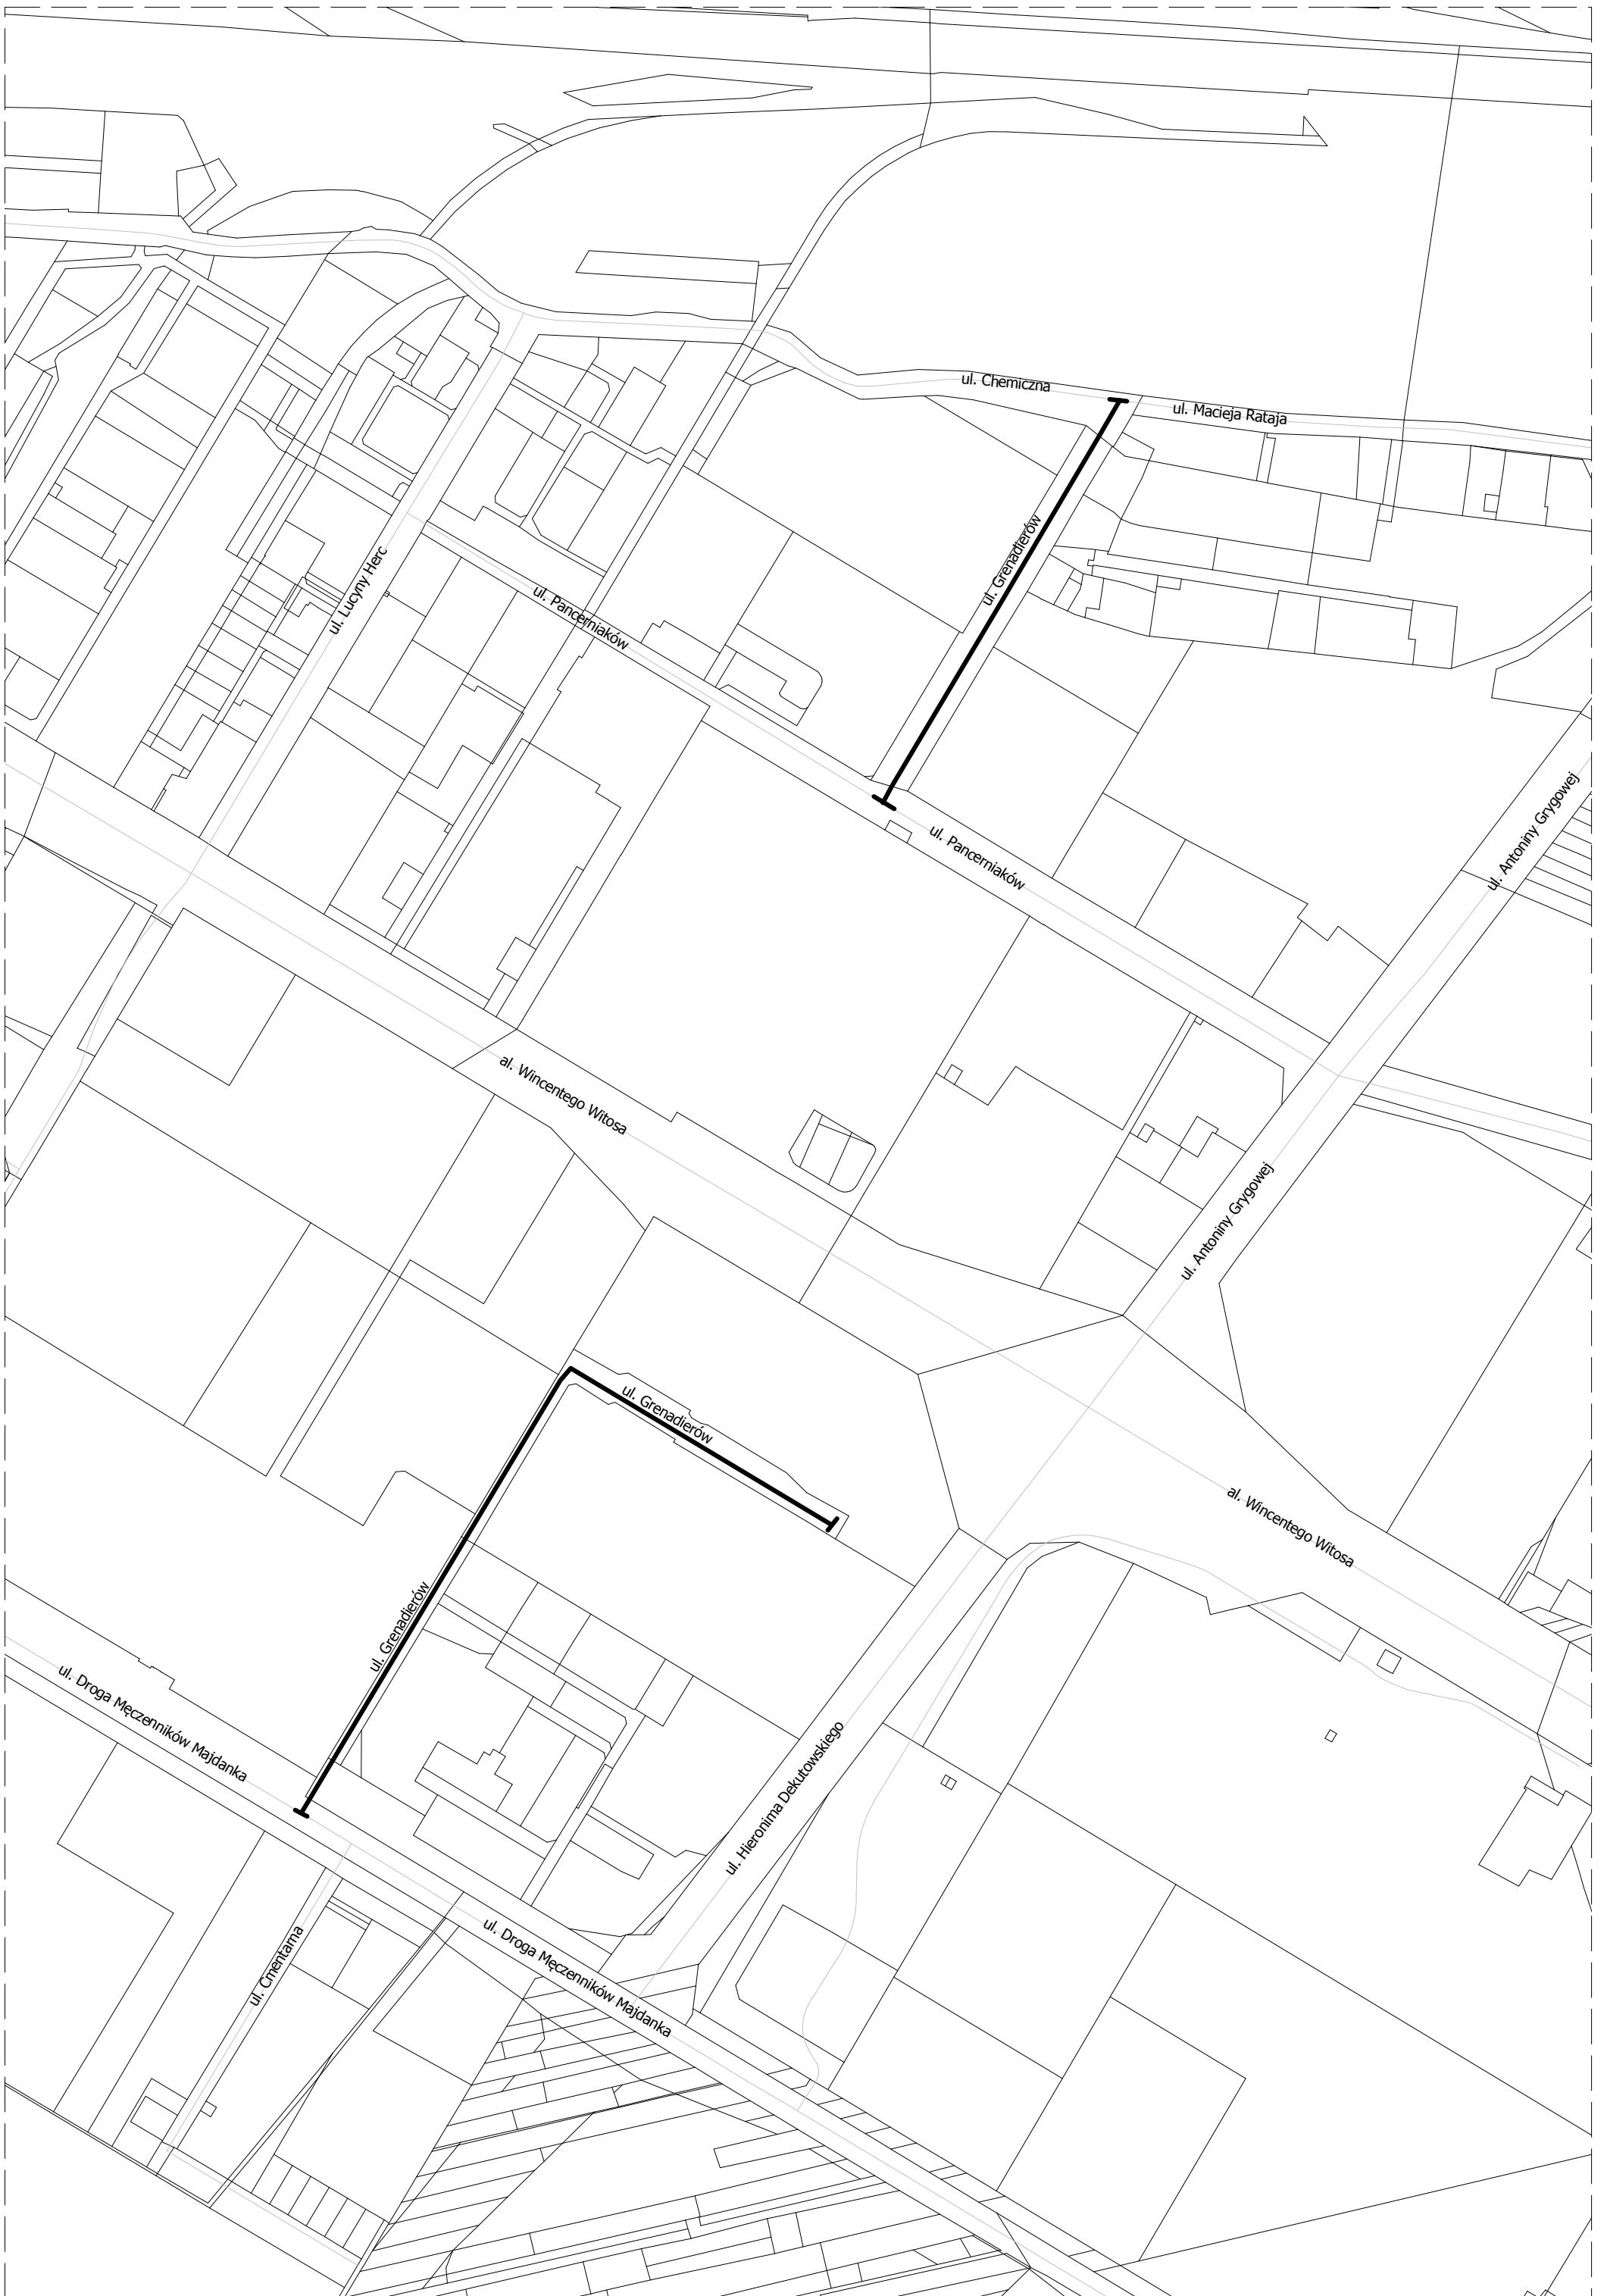 ul. Chemiczna
ul. Macieja Rataja
ul. Grenadierów
ul. Lucyny Herc
ul. Pancerniaków
ul. Antoniny Grygowej
ul. Pancerniaków
al. Wincentego Witosa
ul. Antoniny Grygowej
ul. Grenadierów
al. Wincentego Witosa
ul. Grenadierów
ul. Droga Męczenników Majdanka
ul. Hieronima Dekutowskiego
ul. Cmentarna
ul. Droga Męczenników Majdanka